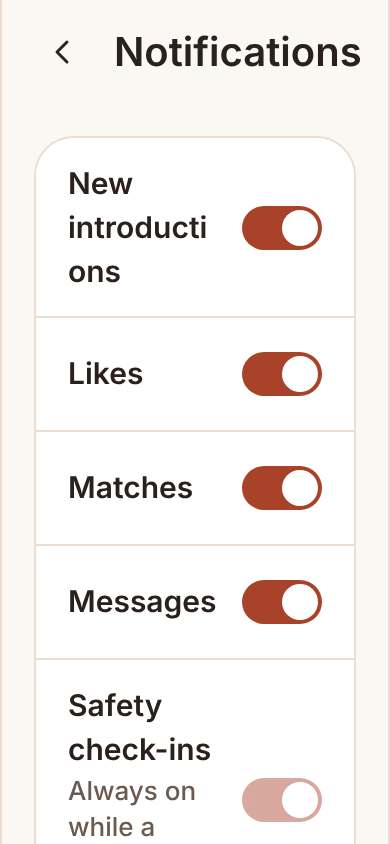 Notifications
New
introducti
ons
Likes
Matches
Messages
Safety
check-ins
Always on
while a